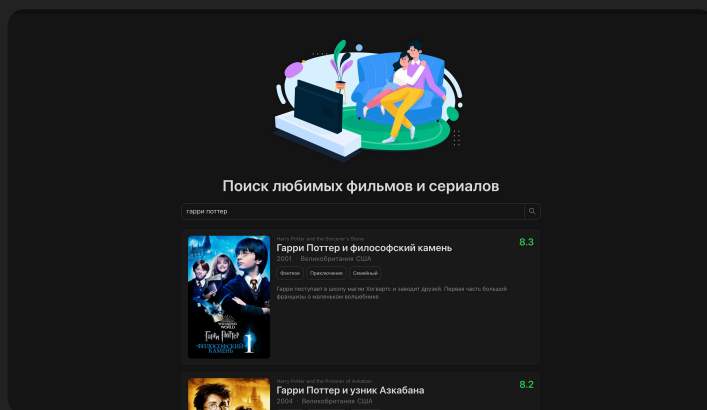 Поиск любимых фильмов и сериалов
гарри поттер
Harry Potter and the Sorcerer's Stone
Гарри Поттер и философский камень
8.3
2001 · Великобритания США
Фэнтези Приключения Семейный
Гарри поступает в школу магии Хогвартс и заводит друзей. Первая часть большой
франшизы о маленьком волшебнике
WIZARDING
WORLD
Гарри Поттер
ФИЛОСОФСКИЙ
КАМЕНЬ
1
Harry Potter and the Prisoner of Azkaban
Гарри Поттер и узник Азкабана
8.2
2004 · Великобритания США